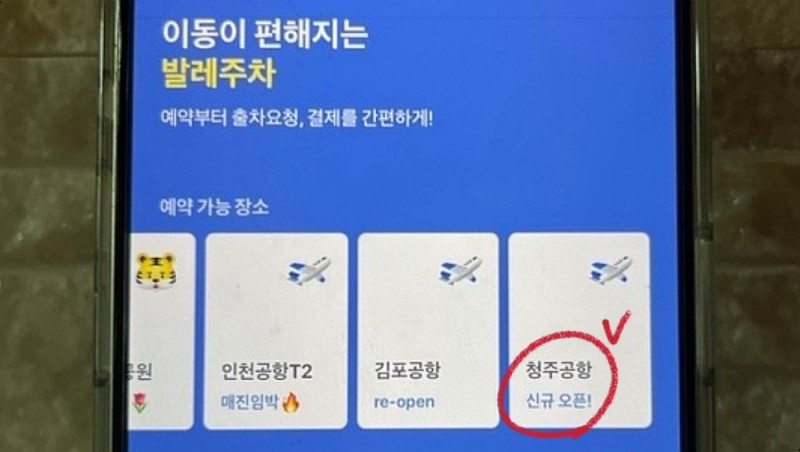 이동이 편해지는
발레주차
예약부터 출차요청, 결제를 간편하게!
예약 가능 장소
인천공항T2
매진임박
김포공항
re-open
청주공항
신규 오픈!